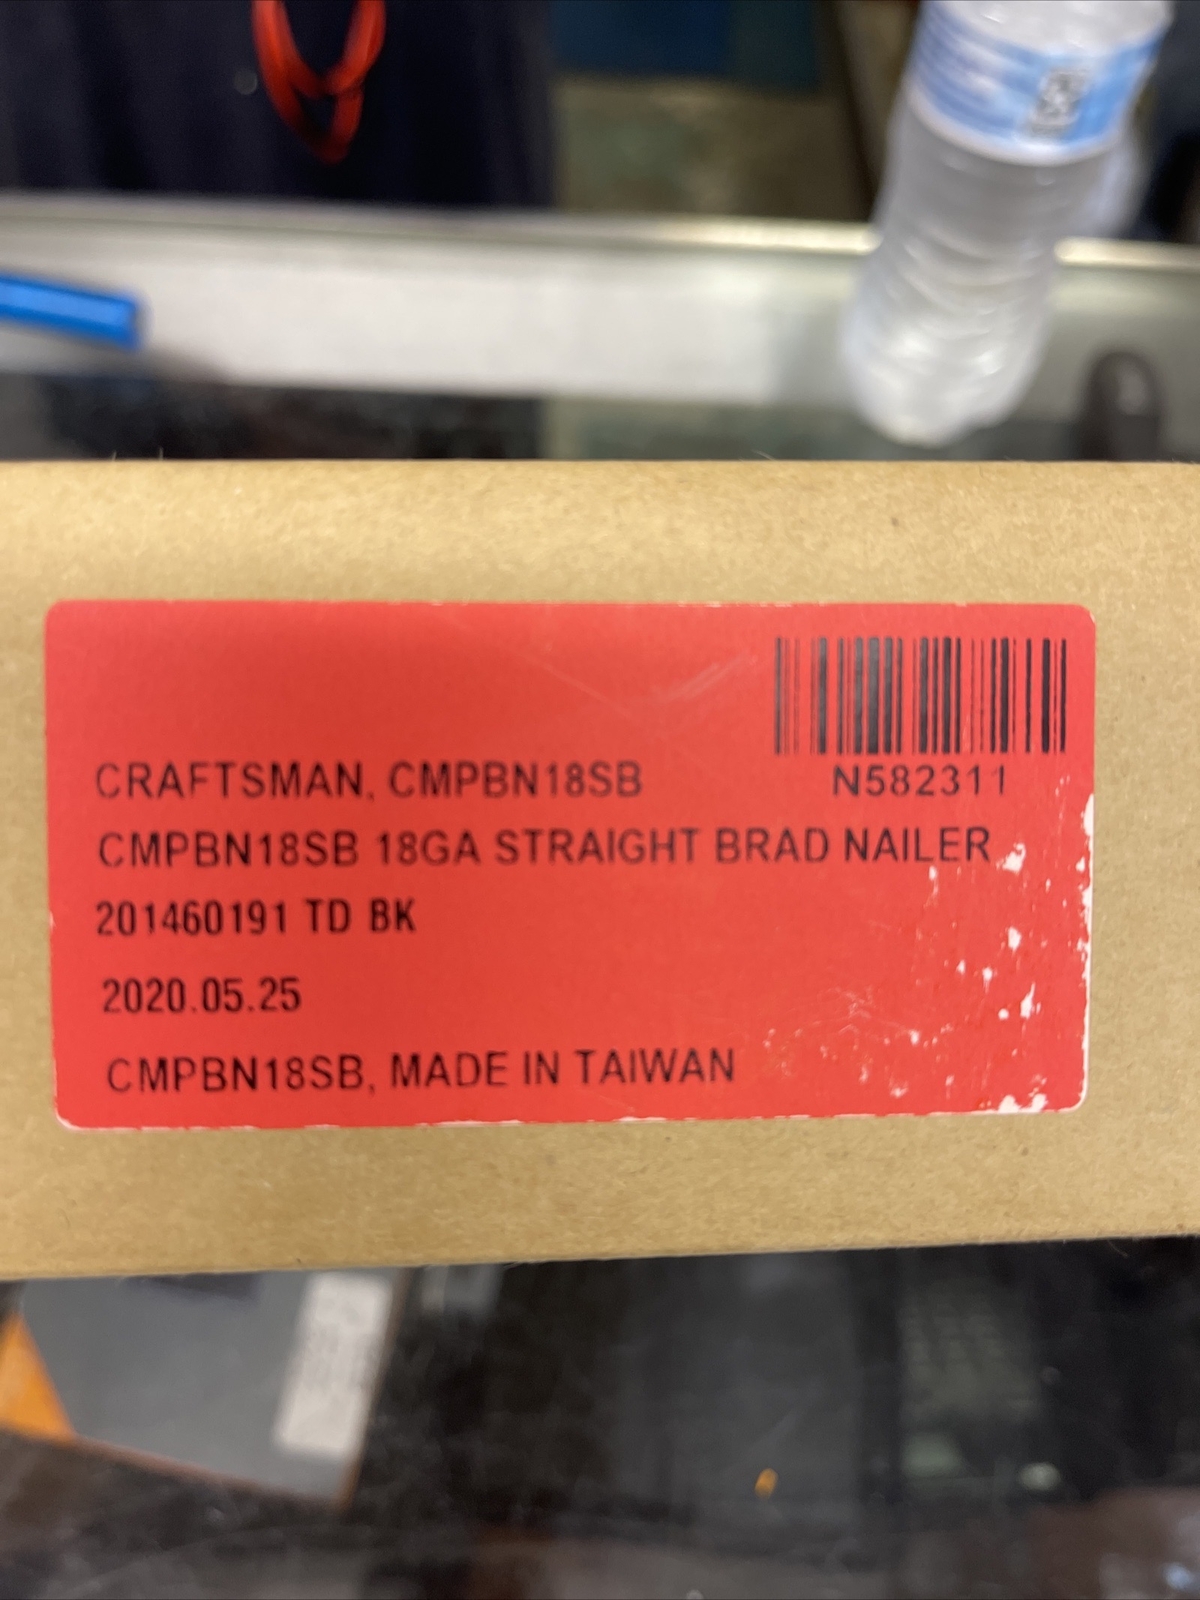 N582311
CRAFTSMAN, CMPBN18SB
CMPBN18SB 18GA STRAIGHT BRAD NAILER
201460191 TD BK
2020.05.25
CMPBN18SB, MADE IN TAIWAN